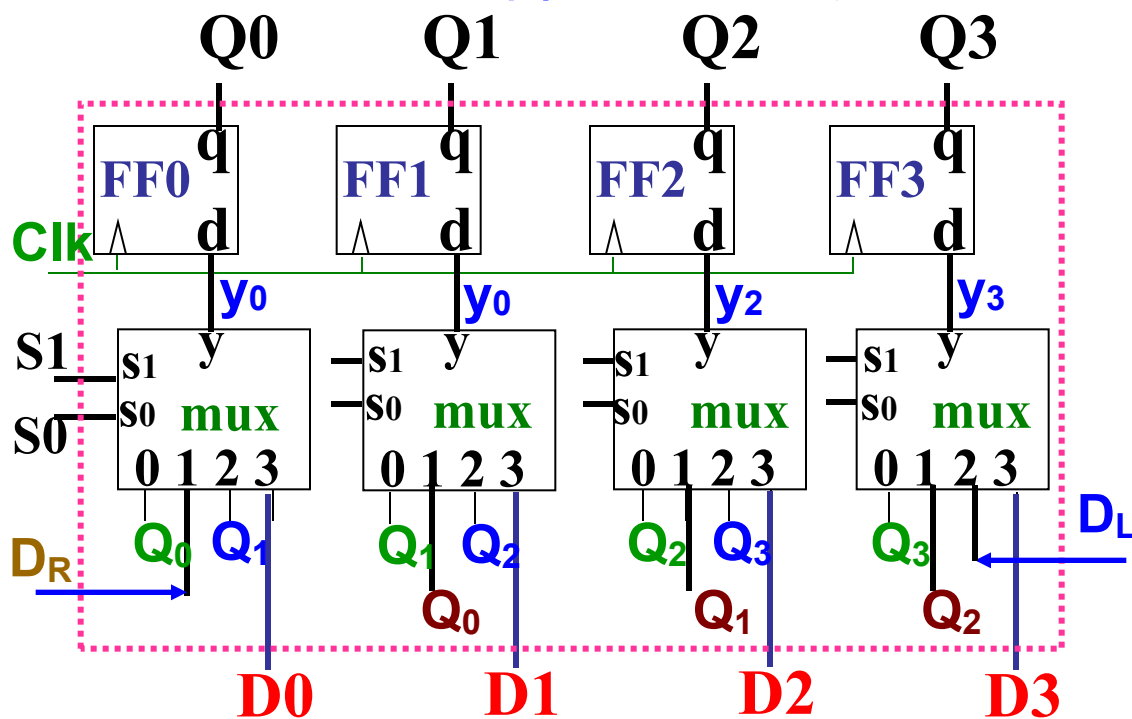 Q0 Q1 Q2 Q3
q q q q
FF0 FF1 FF2 FF3
d d d d
Clk
y0 y0 y2 y3
y y y y
S1 s1 s1 s1 s1
S0 s0 s0 s0 s0
mux mux mux mux
0 1 2 3 0 1 2 3 0 1 2 3 0 1 2 3
Q0 Q1 Q1 Q2 Q2 Q3 Q3 DL
DR
Q0 Q1 Q2
D0 D1 D2 D3